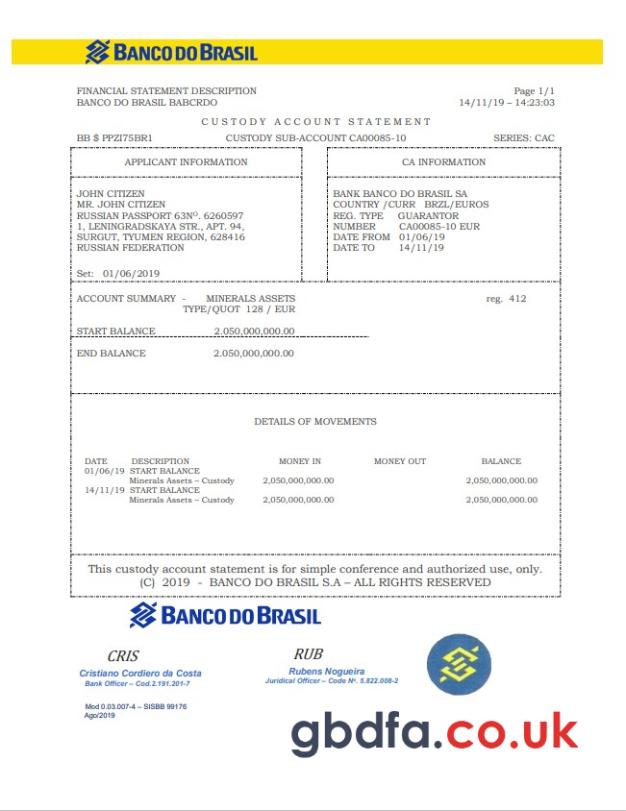 BANCO DO BRASIL
FINANCIAL STATEMENT DESCRIPTION
Page 1/1
BANCO DO BRASIL BABCRDO
14/11/19 – 14:23:03
CUSTODY ACCOUNT STATEMENT
BB $ PPZI75BR1 CUSTODY SUB-ACCOUNT CA00085-10 SERIES: CAC
APPLICANT INFORMATION
JOHN CITIZEN
MR. JOHN CITIZEN
RUSSIAN PASSPORT 63Nº. 6260597
1, LENINGRADSKAYA STR., APT. 94,
SURGUT, TYUMEN REGION, 628416
RUSSIAN FEDERATION
Set: 01/06/2019
CA INFORMATION
BANK BANCO DO BRASIL SA
COUNTRY /CURR BRZL/EUROS
REG. TYPE GUARANTOR
NUMBER CA00085-10 EUR
DATE FROM 01/06/19
DATE TO 14/11/19
ACCOUNT SUMMARY - MINERALS ASSETS reg. 412
TYPE/QUOT 128 / EUR
START BALANCE 2.050,000,000.00
END BALANCE 2.050,000,000.00
DETAILS OF MOVEMENTS
DATE DESCRIPTION MONEY IN MONEY OUT BALANCE
01/06/19 START BALANCE
Minerals Assets – Custody 2,050,000,000.00 2,050,000,000.00
14/11/19 START BALANCE
Minerals Assets – Custody 2,050,000,000.00 2,050,000,000.00
This custody account statement is for simple conference and authorized use, only.
(C) 2019 - BANCO DO BRASIL S.A – ALL RIGHTS RESERVED
BANCO DO BRASIL
CRIS
Cristiano Cordiero da Costa
Bank Officer – Cod.2.191.201-7
RUB
Rubens Nogueira
Juridical Officer – Code Nº. 5.822.008-2
Mod 0.03.007-4 – SISBB 99176
Ago/2019
gbdfa.co.uk